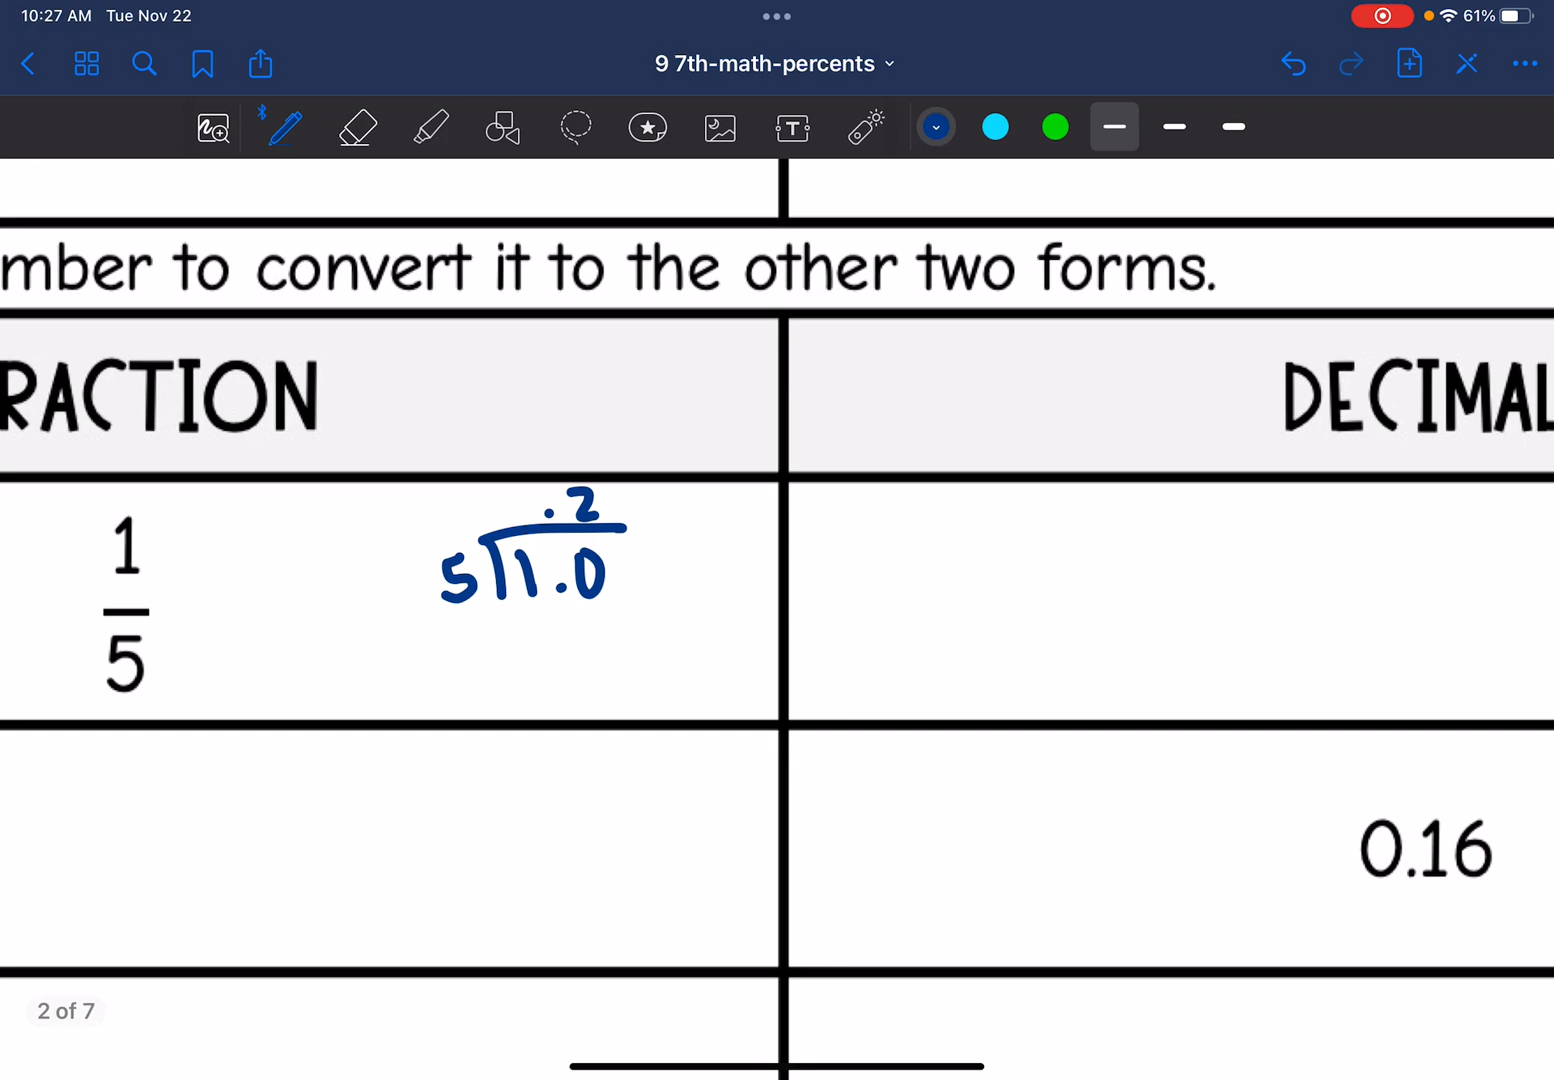 10:27 AM Tue Nov 22
61%
9 7th-math-percents
T
mber to convert it to the other two forms.
RACTION
DECIMAL
.2
5 1.0
1
5
0.16
2 of 7